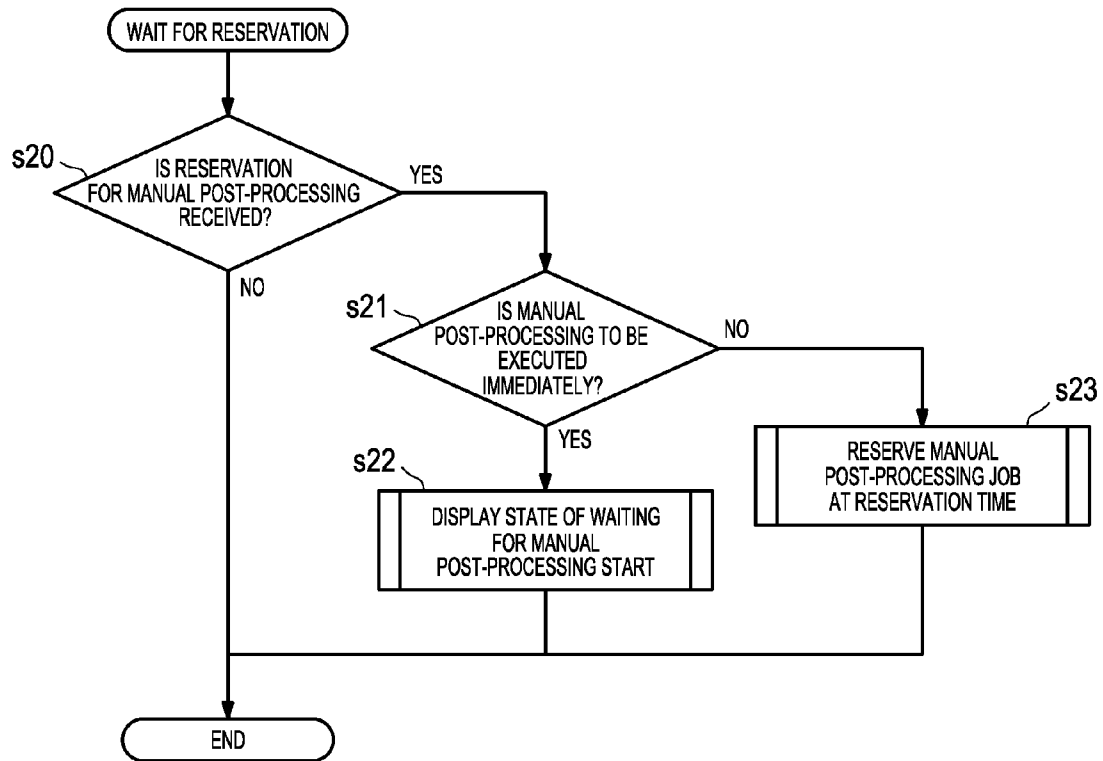 WAIT FOR RESERVATION
s20
IS RESERVATION
FOR MANUAL POST-PROCESSING
RECEIVED?
YES
NO
s21
IS MANUAL
POST-PROCESSING TO BE
EXECUTED
IMMEDIATELY?
NO
YES
s22
DISPLAY STATE OF WAITING
FOR MANUAL
POST-PROCESSING START
s23
RESERVE MANUAL
POST-PROCESSING JOB
AT RESERVATION TIME
END